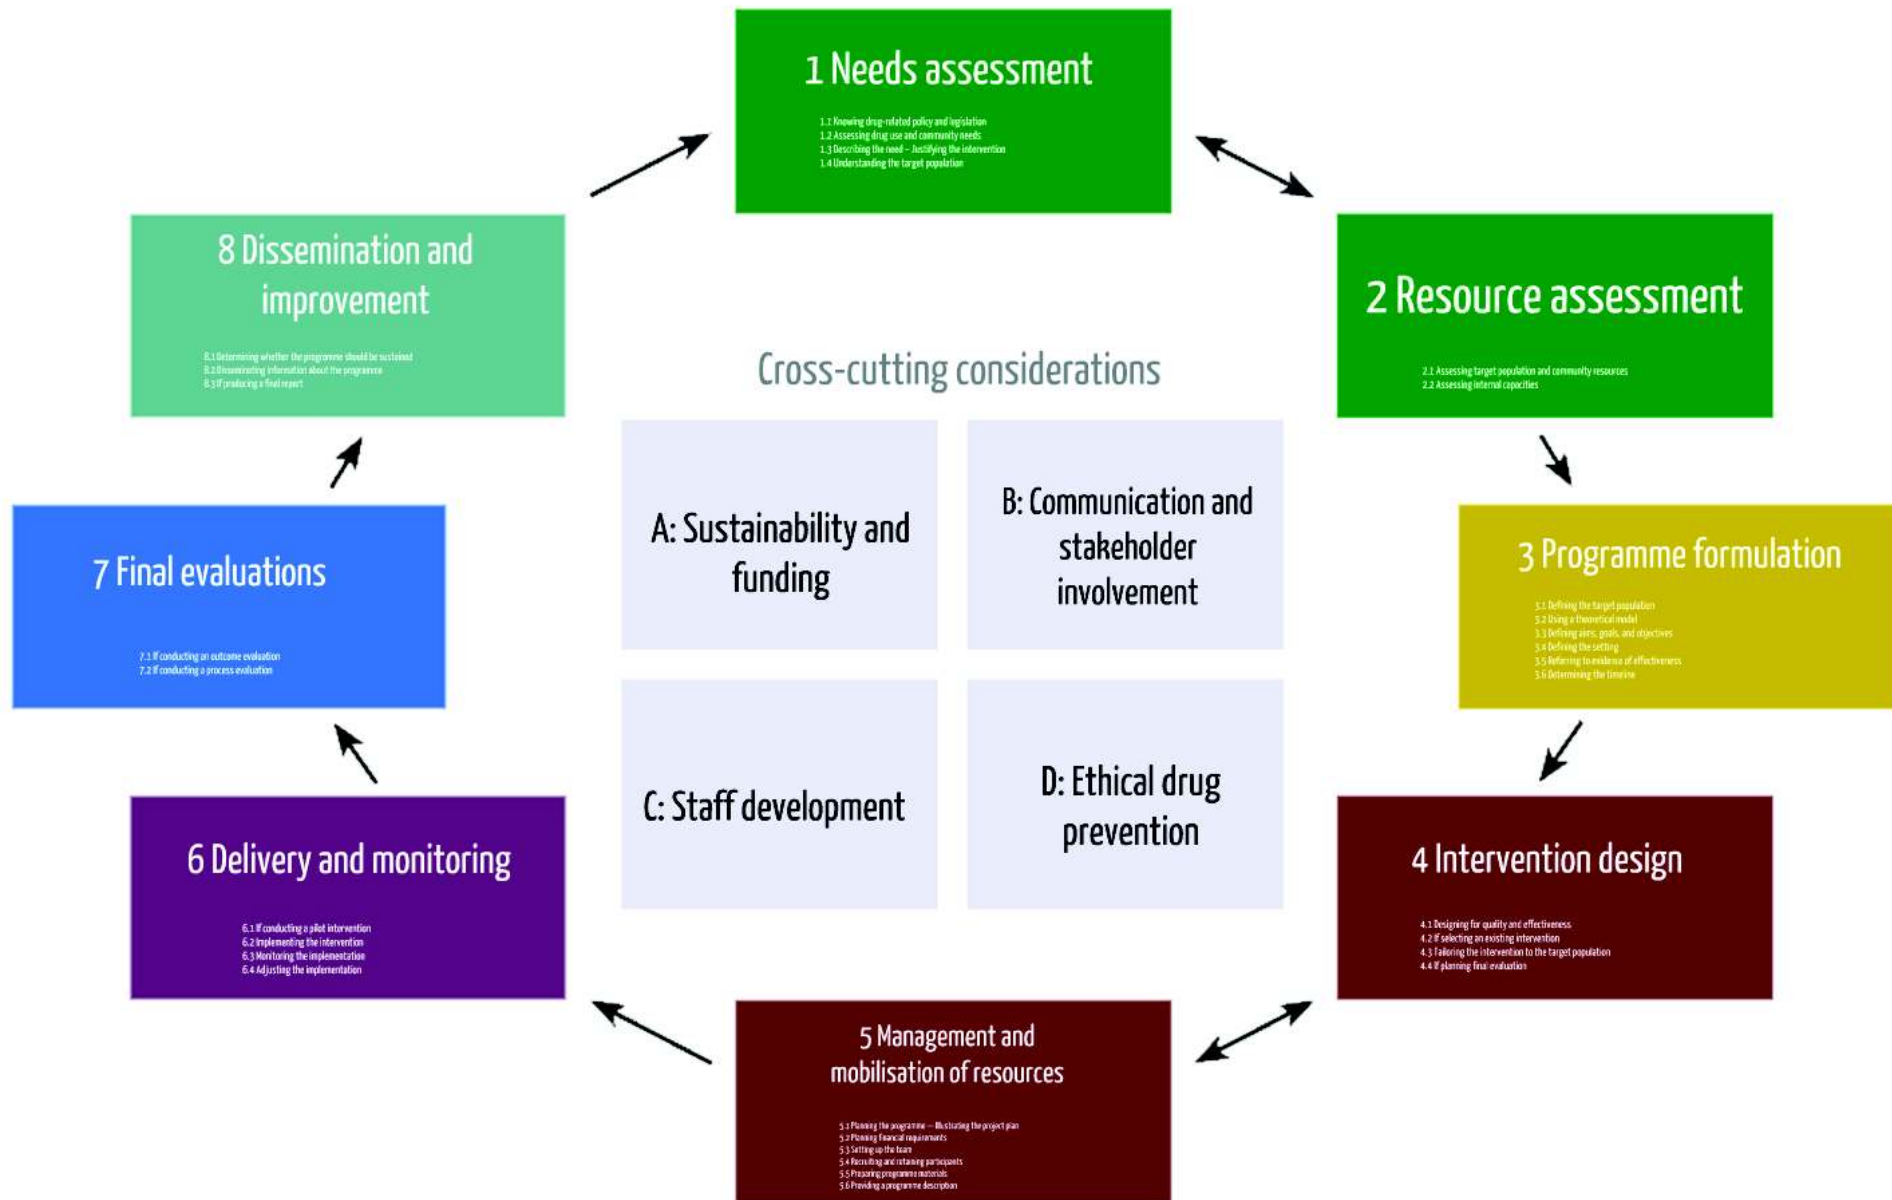 1 Needs assessment
1.1 Knowing drug-related policy and legislation
1.2 Assessing drug use and community needs
1.3 Describing the need – Justifying the intervention
1.4 Understanding the target population
2 Resource assessment
2.1 Assessing target population and community resources
2.2 Assessing internal capacities
3 Programme formulation
3.1 Defining the target population
3.2 Using a theoretical model
3.3 Defining aims, goals, and objectives
3.4 Defining the setting
3.5 Referring to evidence of effectiveness
3.6 Determining the timeline
4 Intervention design
4.1 Designing for quality and effectiveness
4.2 If selecting an existing intervention
4.3 Tailoring the intervention to the target population
4.4 If planning final evaluation
5 Management and
mobilisation of resources
5.1 Planning the programme – Illustrating the project plan
5.2 Planning financial requirements
5.3 Setting up the team
5.4 Recruiting and retaining participants
5.5 Preparing programme materials
5.6 Providing a programme description
6 Delivery and monitoring
6.1 If conducting a pilot intervention
6.2 Implementing the intervention
6.3 Monitoring the implementation
6.4 Adjusting the implementation
7 Final evaluations
7.1 If conducting an outcome evaluation
7.2 If conducting a process evaluation
8 Dissemination and
improvement
8.1 Determining whether the programme should be sustained
8.2 Disseminating information about the programme
8.3 If producing a final report
Cross-cutting considerations
A: Sustainability and
funding
B: Communication and
stakeholder
involvement
C: Staff development
D: Ethical drug
prevention